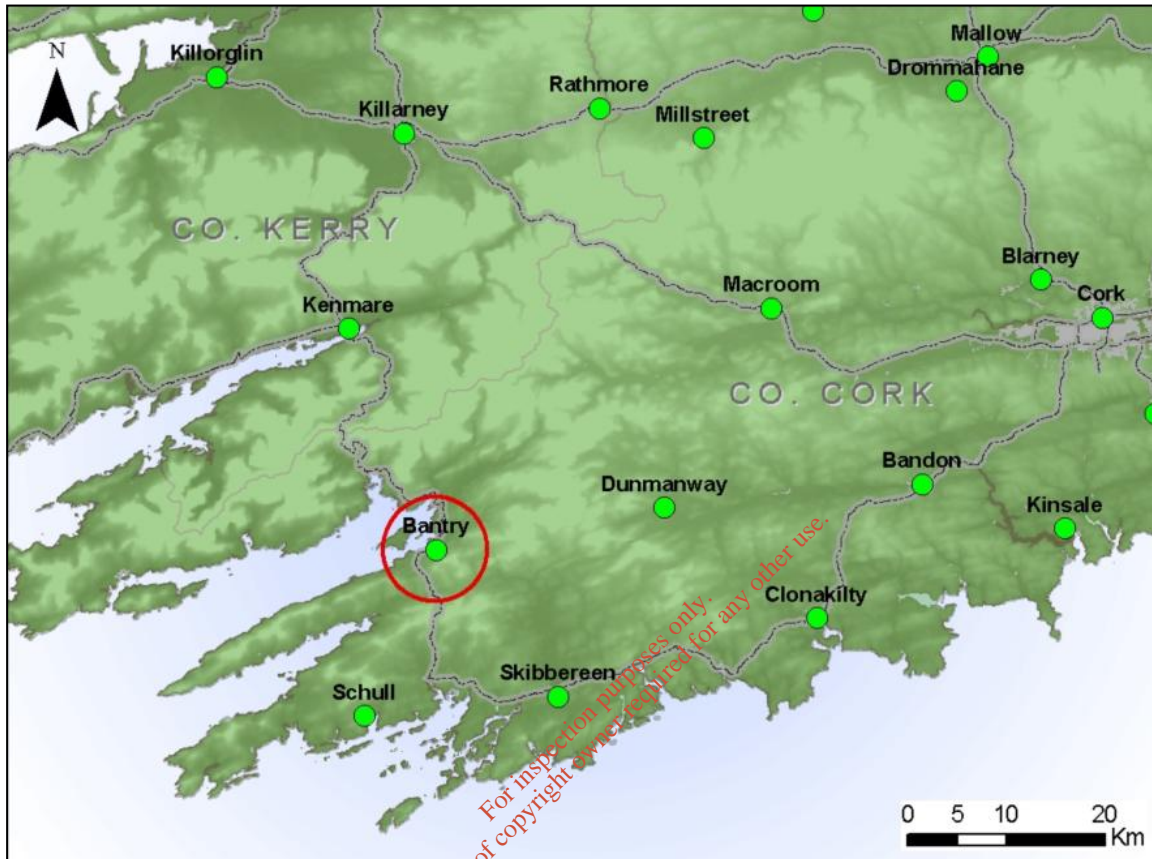 N
Killorglin
Killarney
Rathmore
Millstreet
Mallow
Drommahane
CO. KERRY
Kenmare
Macroom
Blarney
Cork
CO. CORK
Bantry
Dunmanway
Bandon
Kinsale
Clonakilty
Skibbereen
Schull
For inspection purposes only.
of copyright owner required for any other use.
0 5 10 20
Km